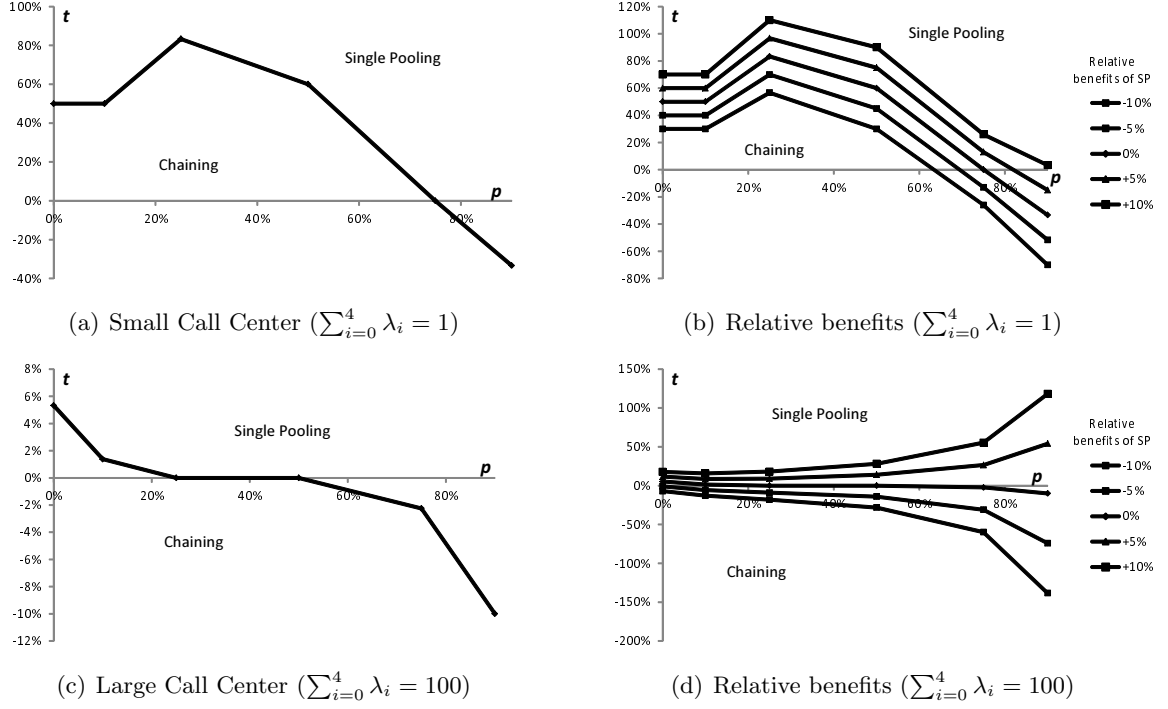 100%
80%
60%
40%
20%
0%
-20%
-40%
t
Single Pooling
Chaining
p
0%
20%
40%
60%
80%
(a) Small Call Center (∑⁴ᵢ₌₀ λᵢ = 1)
120%
100%
80%
60%
40%
20%
0%
-20%
-40%
-60%
-80%
t
Single Pooling
Chaining
p
0%
20%
40%
60%
80%
Relative
benefits of SP
-10%
-5%
0%
+5%
+10%
(b) Relative benefits (∑⁴ᵢ₌₀ λᵢ = 1)
8%
6%
4%
2%
0%
-2%
-4%
-6%
-8%
-10%
-12%
t
Single Pooling
Chaining
p
0%
20%
40%
60%
80%
(c) Large Call Center (∑⁴ᵢ₌₀ λᵢ = 100)
150%
100%
50%
0%
-50%
-100%
-150%
-200%
t
Single Pooling
Chaining
p
0%
20%
40%
60%
80%
Relative
benefits of SP
-10%
-5%
0%
+5%
+10%
(d) Relative benefits (∑⁴ᵢ₌₀ λᵢ = 100)